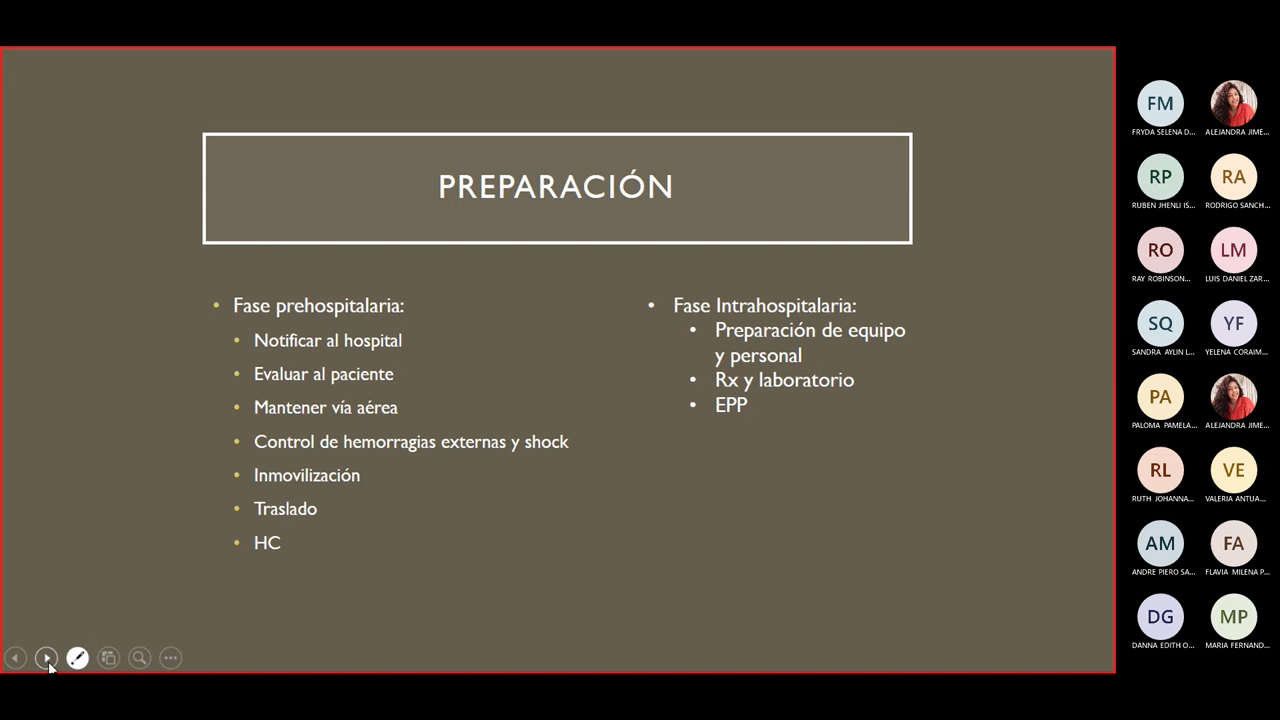 PREPARACIÓN
• Fase prehospitalaria:
• Notificar al hospital
• Evaluar al paciente
• Mantener vía aérea
• Control de hemorragias externas y shock
• Inmovilización
• Traslado
• HC
• Fase Intrahospitalaria:
• Preparación de equipo
y personal
• Rx y laboratorio
• EPP
FM
FRYDA SELENA D...
ALEJANDRA JIME...
RP
RUBEN JHENLI IS...
RA
RODRIGO SANCH...
RO
RAY ROBINSON...
LM
LUIS DANIEL ZAR...
SQ
SANDRA AYLIN L...
YF
YELENA CORAIM...
PA
PALOMA PAMELA...
ALEJANDRA JIME...
RL
RUTH JOHANNA...
VE
VALERIA ANTUA...
AM
ANDRE PIERO SA...
FA
FLAVIA MILENA P...
DG
DANNA EDITH O...
MP
MARIA FERNAND...